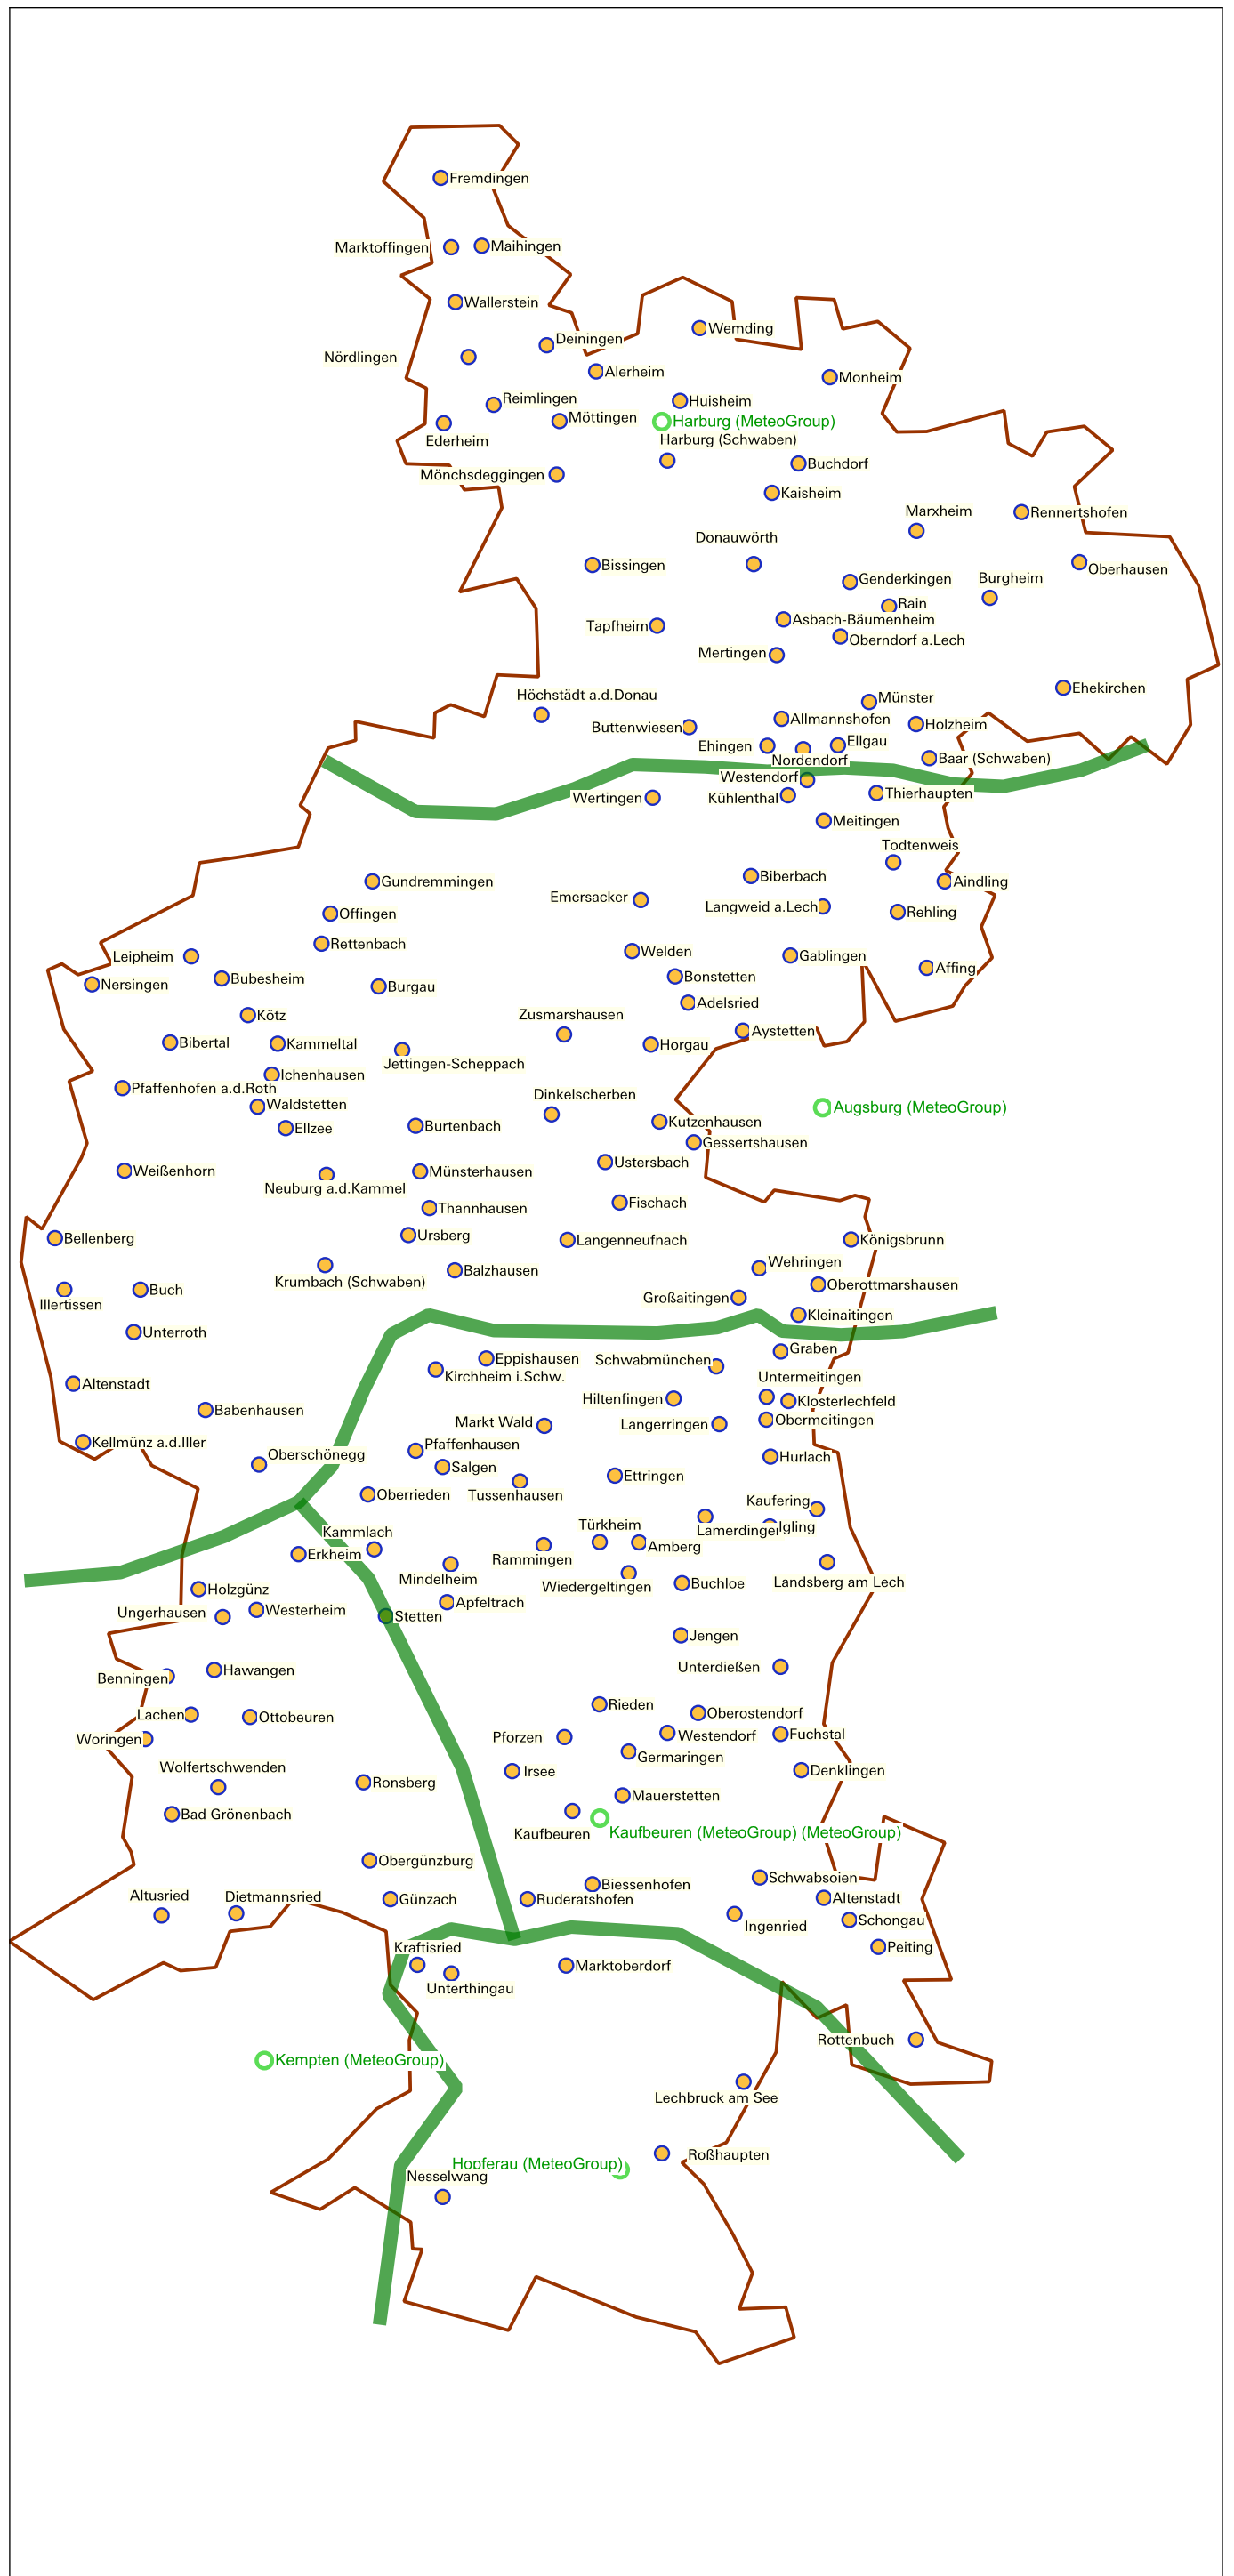 Fremdingen
Marktoffingen
Maihingen
Wallerstein
Wemding
Deiningen
Nördlingen
Alerheim
Monheim
Reimlingen
Huisheim
Möttingen
Harburg (MeteoGroup)
Ederheim
Harburg (Schwaben)
Buchdorf
Mönchsdeggingen
Kaisheim
Marxheim
Rennertshofen
Donauwörth
Bissingen
Oberhausen
Genderkingen
Burgheim
Rain
Asbach-Bäumenheim
Tapfheim
Oberndorf a.Lech
Mertingen
Ehekirchen
Höchstädt a.d.Donau
Münster
Allmannshofen
Holzheim
Buttenwiesen
Ellgau
Ehingen
Nordendorf
Baar (Schwaben)
Westendorf
Wertingen
Kühlenthal
Thierhaupten
Meitingen
Todtenweis
Biberbach
Gundremmingen
Aindling
Emersacker
Langweid a.Lech
Offingen
Rehling
Rettenbach
Welden
Leipheim
Gablingen
Affing
Bubesheim
Bonstetten
Nersingen
Burgau
Adelsried
Kötz
Zusmarshausen
Aystetten
Bibertal
Kammeltal
Horgau
Jettingen-Scheppach
Ichenhausen
Pfaffenhofen a.d.Roth
Dinkelscherben
Waldstetten
Augsburg (MeteoGroup)
Kutzenhausen
Burtenbach
Ellzee
Gessertshausen
Ustersbach
Weißenhorn
Münsterhausen
Neuburg a.d.Kammel
Fischach
Thannhausen
Ursberg
Bellenberg
Langenneufnach
Königsbrunn
Wehringen
Balzhausen
Krumbach (Schwaben)
Oberottmarshausen
Buch
Großaitingen
Illertissen
Kleinaitingen
Unterroth
Graben
Eppishausen
Schwabmünchen
Kirchheim i.Schw.
Untermeitingen
Altenstadt
Hiltenfingen
Klosterlechfeld
Babenhausen
Obermeitingen
Markt Wald
Langerringen
Kellmünz a.d.Iller
Pfaffenhausen
Oberschönegg
Hurlach
Salgen
Ettringen
Oberrieden
Tussenhausen
Kaufering
Türkheim
Lamerdinge
Igling
Kammlach
Amberg
Erkheim
Rammingen
Mindelheim
Wiedergeltingen
Buchloe
Landsberg am Lech
Holzgünz
Apfeltrach
Westerheim
Ungerhausen
Stetten
Jengen
Unterdießen
Hawangen
Benningen
Rieden
Oberostendorf
Lachen
Ottobeuren
Westendorf
Fuchstal
Pforzen
Woringen
Germaringen
Wolfertschwenden
Irsee
Denklingen
Ronsberg
Mauerstetten
Bad Grönenbach
Kaufbeuren
Kaufbeuren (MeteoGroup) (MeteoGroup)
Obergünzburg
Schwabsoien
Biessenhofen
Altusried
Dietmannsried
Günzach
Ruderatshofen
Altenstadt
Schongau
Ingenried
Kraftisried
Peiting
Marktoberdorf
Unterthingau
Rottenbuch
Kempten (MeteoGroup)
Lechbruck am See
Roßhaupten
Hopferau (MeteoGroup)
Nesselwang